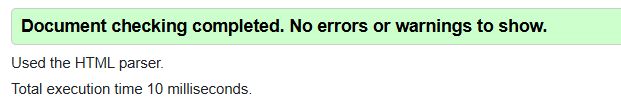 Document checking completed. No errors or warnings to show.
Used the HTML parser.
Total execution time 10 milliseconds.